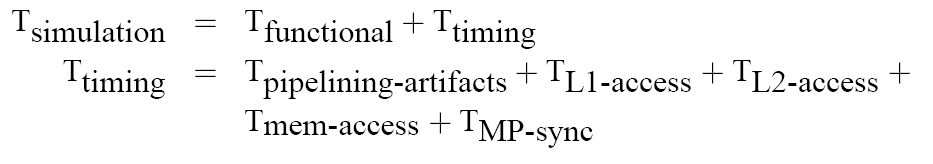 T_simulation = T_functional + T_timing
T_timing = T_pipelining-artifacts + T_L1-access + T_L2-access +
T_mem-access + T_MP-sync